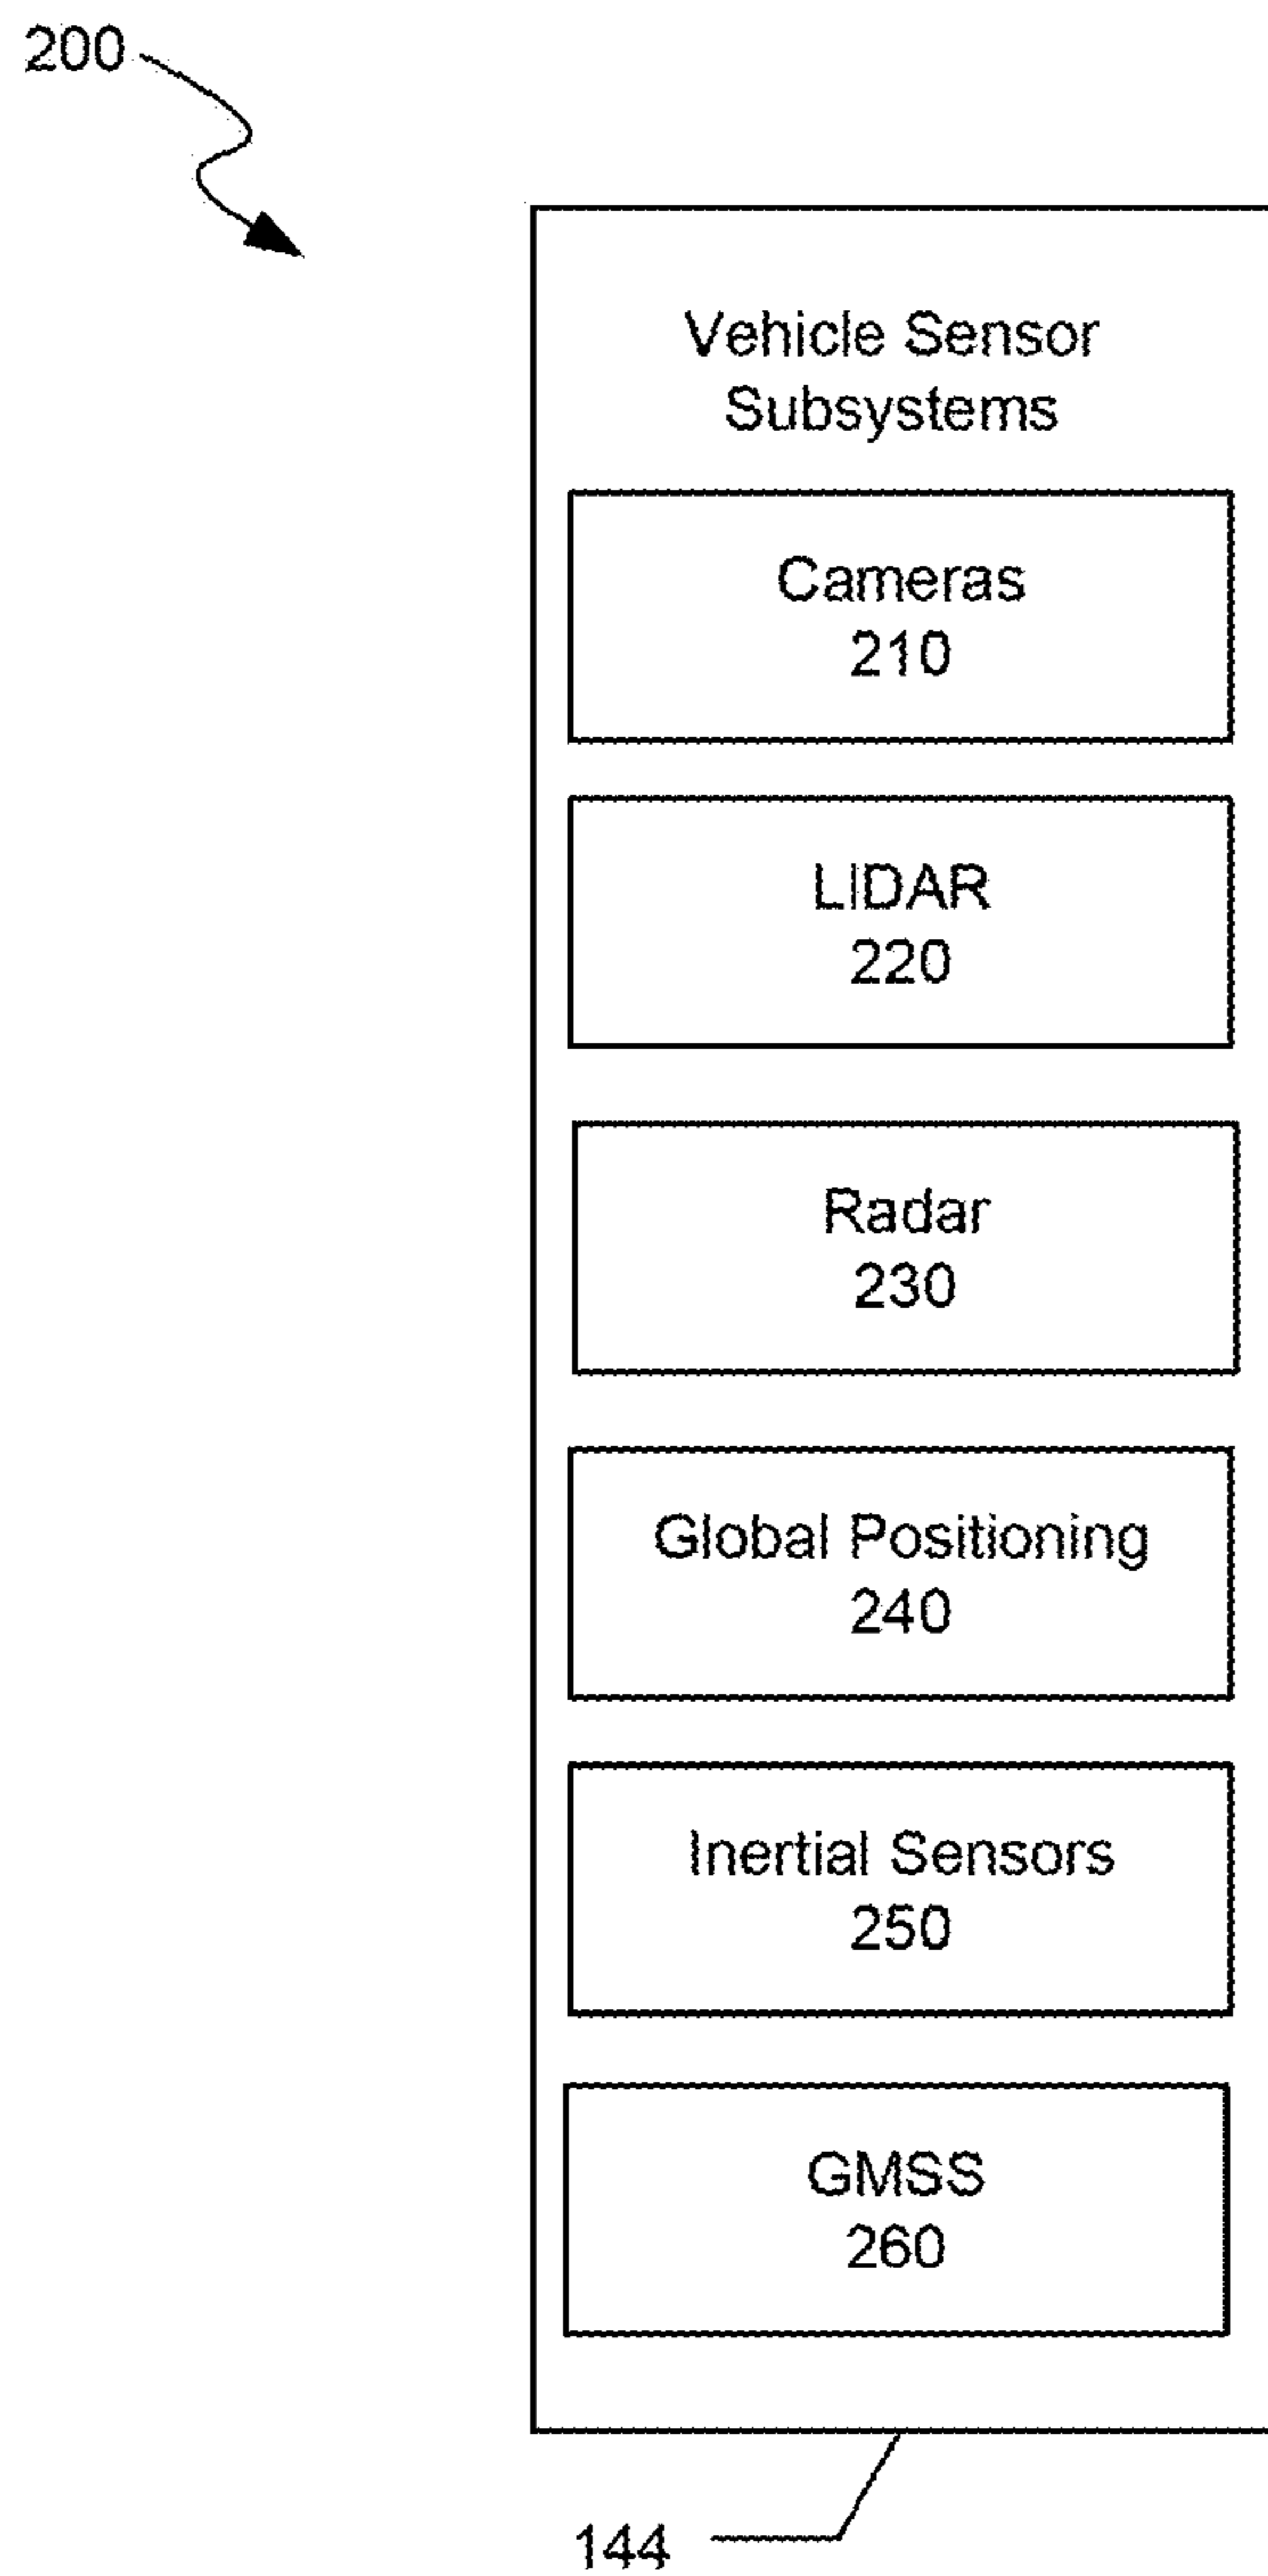 200
Vehicle Sensor
Subsystems
Cameras
210
LIDAR
220
Radar
230
Global Positioning
240
Inertial Sensors
250
GMSS
260
144